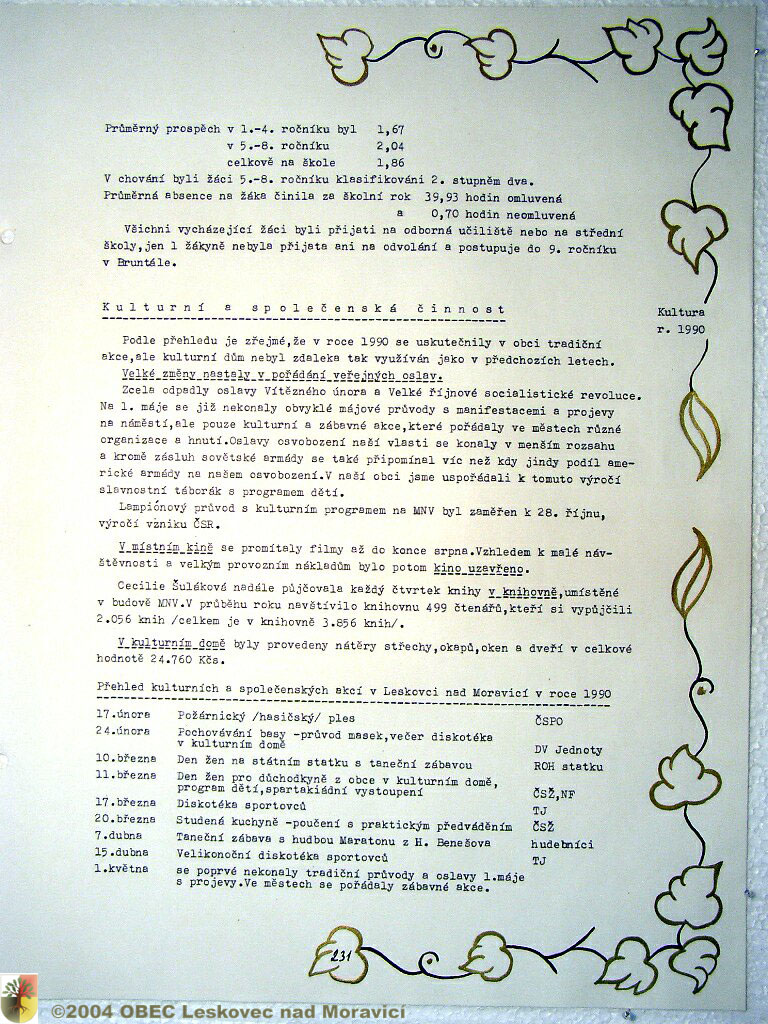 Průměrný prospěch v 1.-4. ročníku byl 1,67
v 5.-8. ročníku 2,04
celkově na škole 1,86
V chování byli žáci 5.-8. ročníku klasifikováni 2. stupněm dva.
Průměrná absence na žáka činila za školní rok 39,93 hodin omluvená
a 0,70 hodin neomluvená
Všichni vycházející žáci byli přijati na odborná učiliště nebo na střední
školy,jen 1 žákyně nebyla přijata ani na odvolání a postupuje do 9. ročníku
v Bruntále.
Kulturní a společenská činnost
Kultura
r. 1990
Podle přehledu je zřejmé,že v roce 1990 se uskutečnily v obci tradiční
akce,ale kulturní dům nebyl zdaleka tak využíván jako v předchozích letech.
Velké změny nastaly v pořádání veřejných oslav.
Zcela odpadly oslavy Vítězného února a Velké říjnové socialistické revoluce.
Na 1. máje se již nekonaly obvyklé májové průvody s manifestacemi a projevy
na náměstí,ale pouze kulturní a zábavné akce,které pořádaly ve městech různé
organizace a hnutí.Oslavy osvobození naší vlasti se konaly v menším rozsahu
a kromě zásluh sovětské armády se také připomínal víc než kdy jindy podíl ame-
rické armády na našem osvobození.V naší obci jsme uspořádali k tomuto výročí
slavnostní táborák s programem dětí.
Lampiónový průvod s kulturním programem na MNV byl zaměřen k 28. říjnu,
výročí vzniku ČSR.
V místním kině se promítaly filmy až do konce srpna.Vzhledem k malé náv-
štěvnosti a velkým provozním nákladům bylo potom kino uzavřeno.
Cecilie Šuláková nadále půjčovala každý čtvrtek knihy v knihovně,umístěné
v budově MNV.V průběhu roku navštívilo knihovnu 499 čtenářů,kteří si vypůjčili
2.056 knih /celkem je v knihovně 3.856 knih/.
V kulturním domě byly provedeny nátěry střechy,okapů,oken a dveří v celkové
hodnotě 24.760 Kčs.
Přehled kulturních a společenských akcí v Leskovci nad Moravicí v roce 1990
17.února Požárnický /hasičský/ ples ČSPO
24.února Pochovávání basy -průvod masek,večer diskotéka
v kulturním domě DV Jednoty
10.března Den žen na státním statku s taneční zábavou ROH statku
11.března Den žen pro důchodkyně z obce v kulturním domě,
program dětí,spartakiádní vystoupení ČSŽ,NF
17.března Diskotéka sportovců TJ
20.března Studená kuchyně -poučení s praktickým předváděním ČSŽ
7.dubna Taneční zábava s hudbou Maratonu z H. Benešova hudebníci
15.dubna Velikonoční diskotéka sportovců TJ
1.května se poprvé nekonaly tradiční průvody a oslavy 1.máje
s projevy.Ve městech se pořádaly zábavné akce.
231
©2004 OBEC Leskovec nad Moravicí